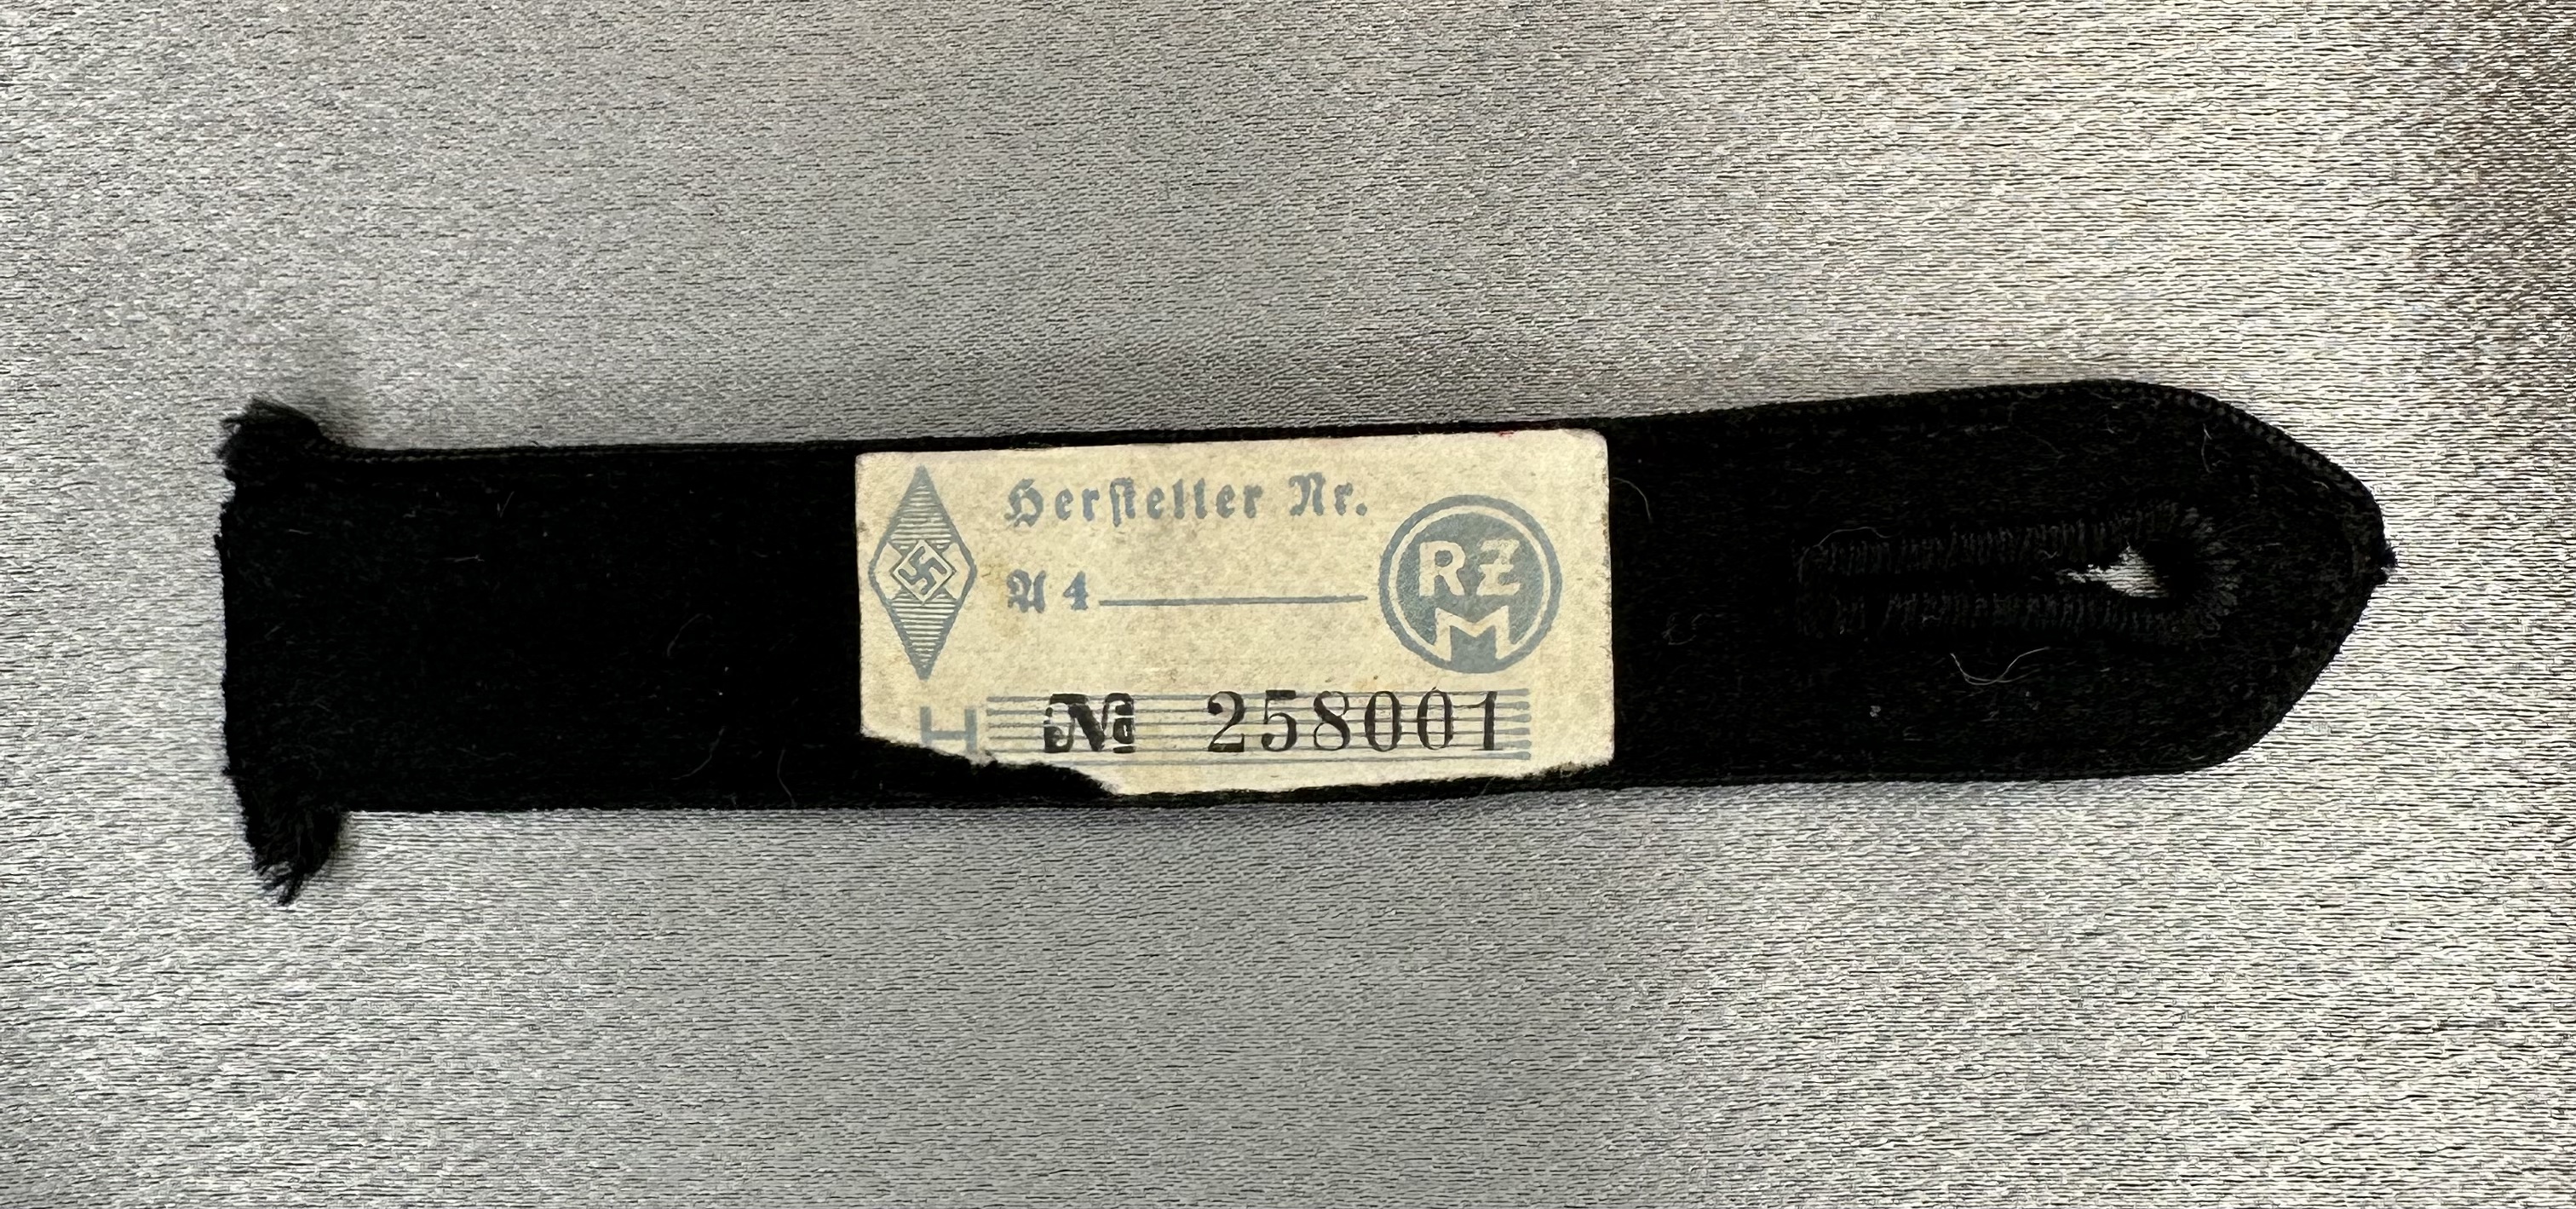 Hersteller Nr.
A 4
RZM
H № 258001